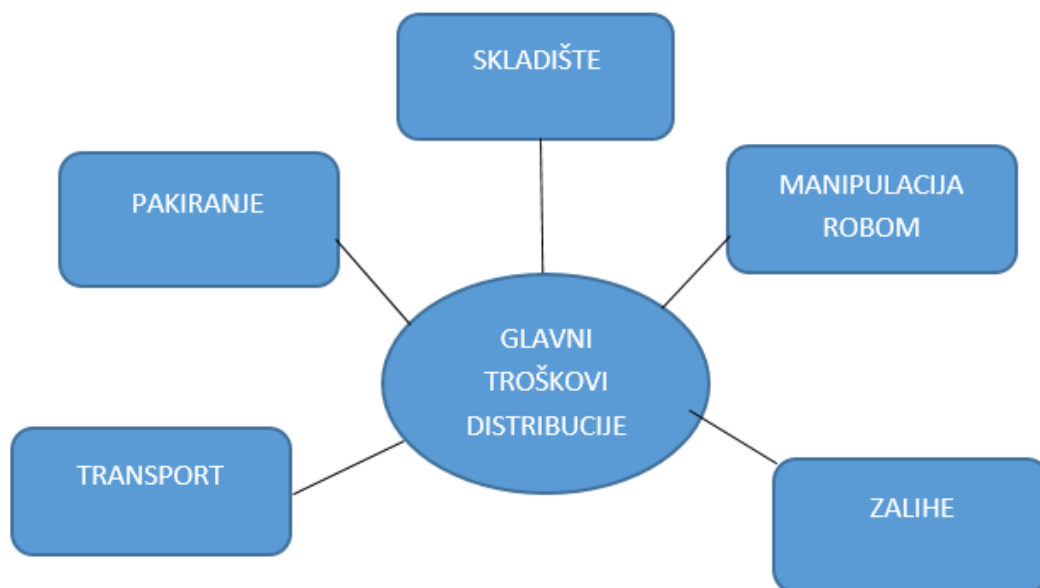 SKLADIŠTE
PAKIRANJE
MANIPULACIJA
ROBOM
GLAVNI
TROŠKOVI
DISTRIBUCIJE
TRANSPORT
ZALIHE